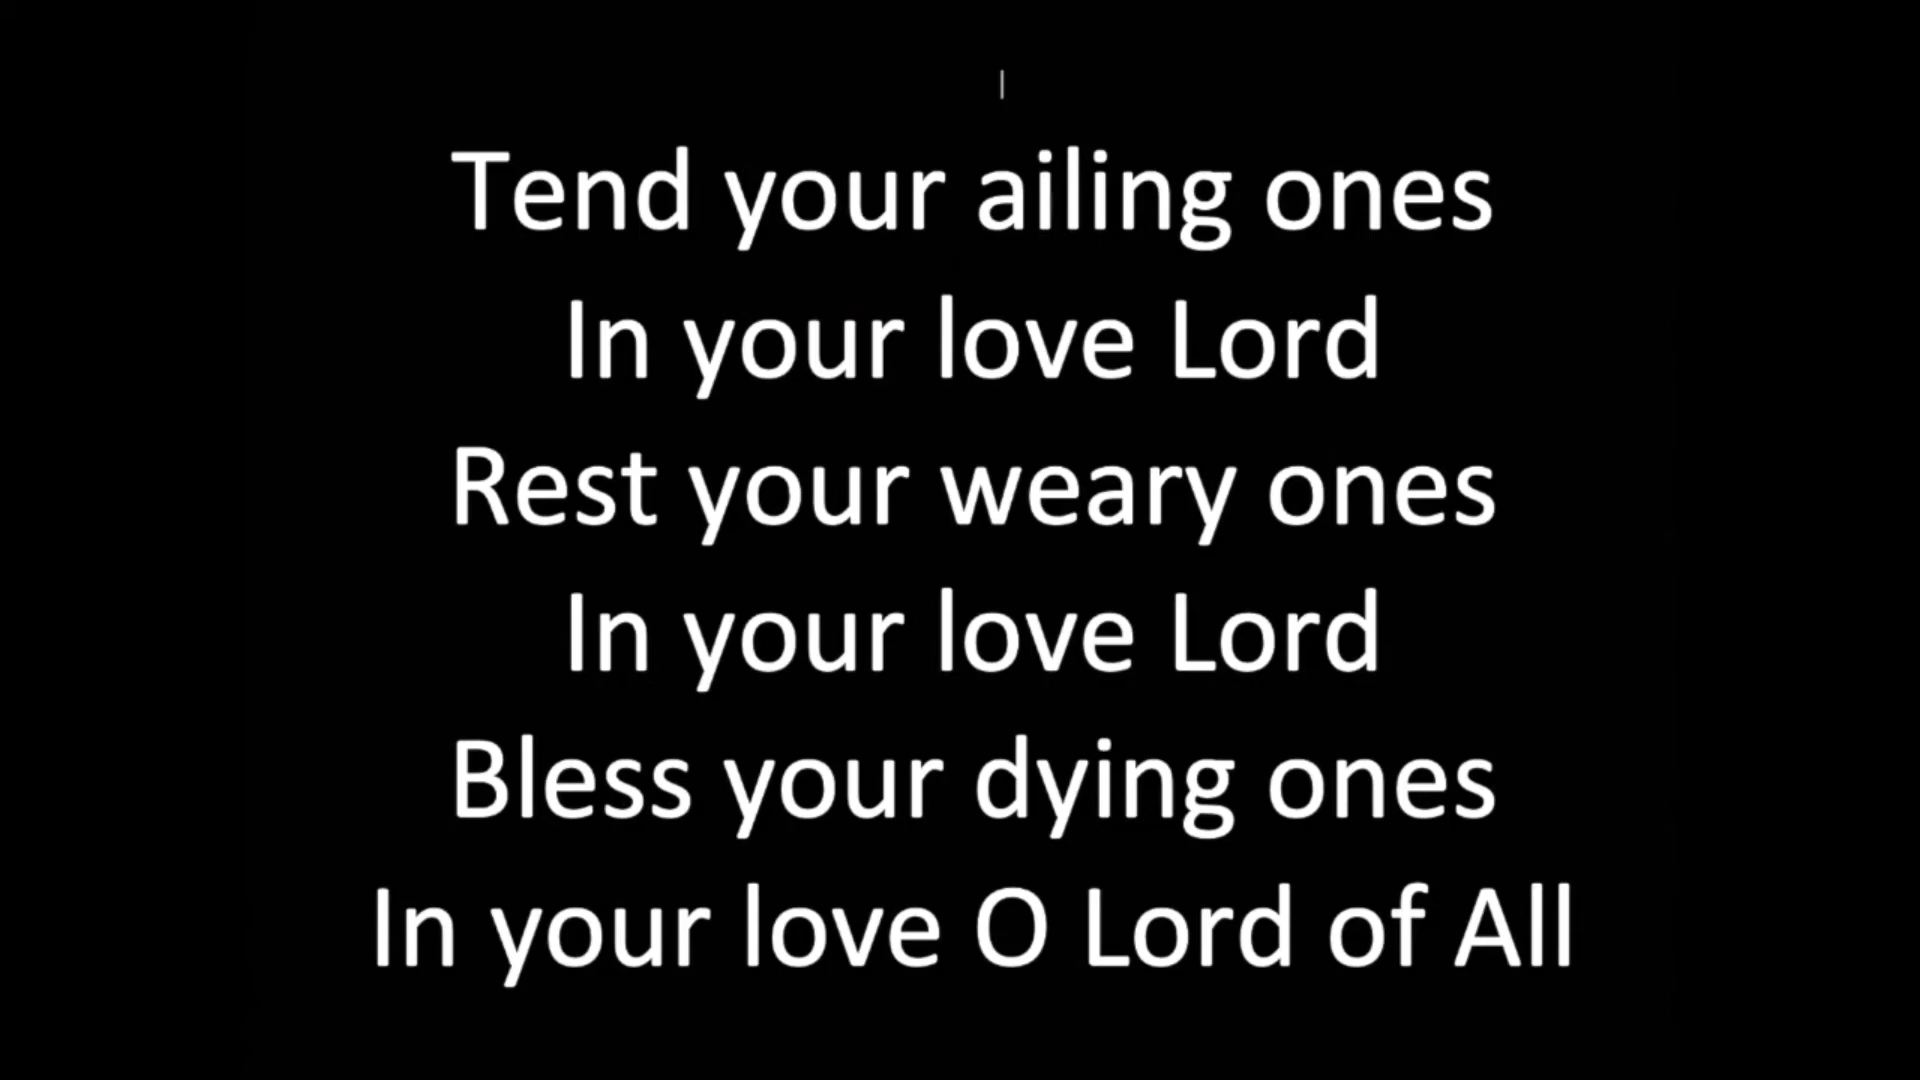 Tend your ailing ones
In your love Lord
Rest your weary ones
In your love Lord
Bless your dying ones
In your love O Lord of All